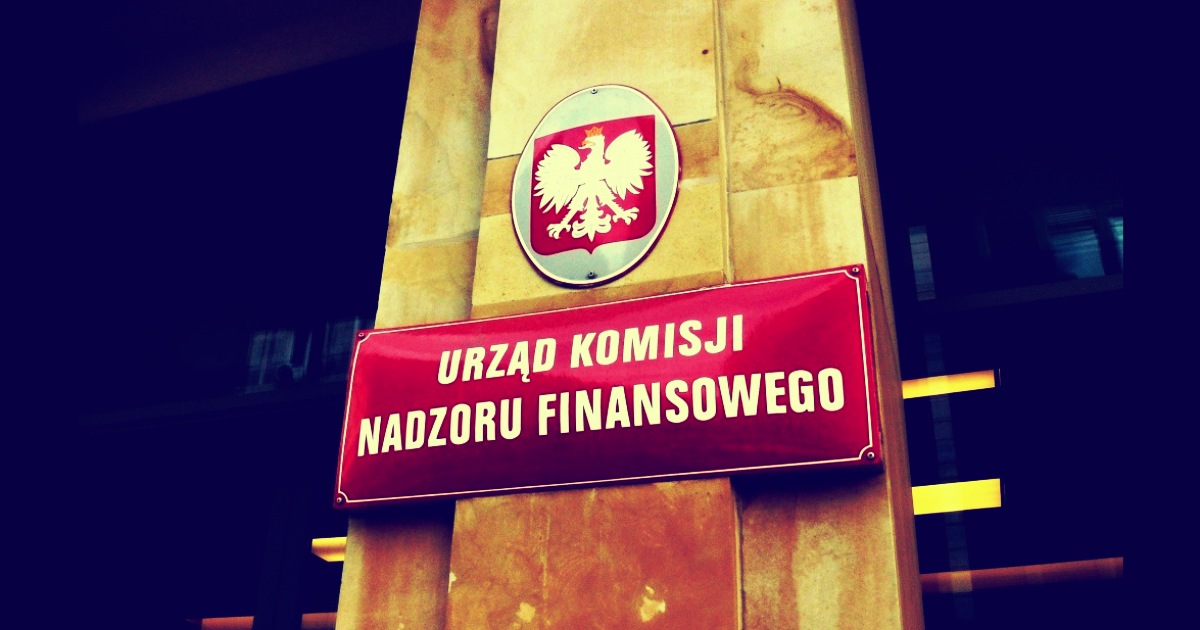 URZĄD KOMISJI
NADZORU FINANSOWEGO